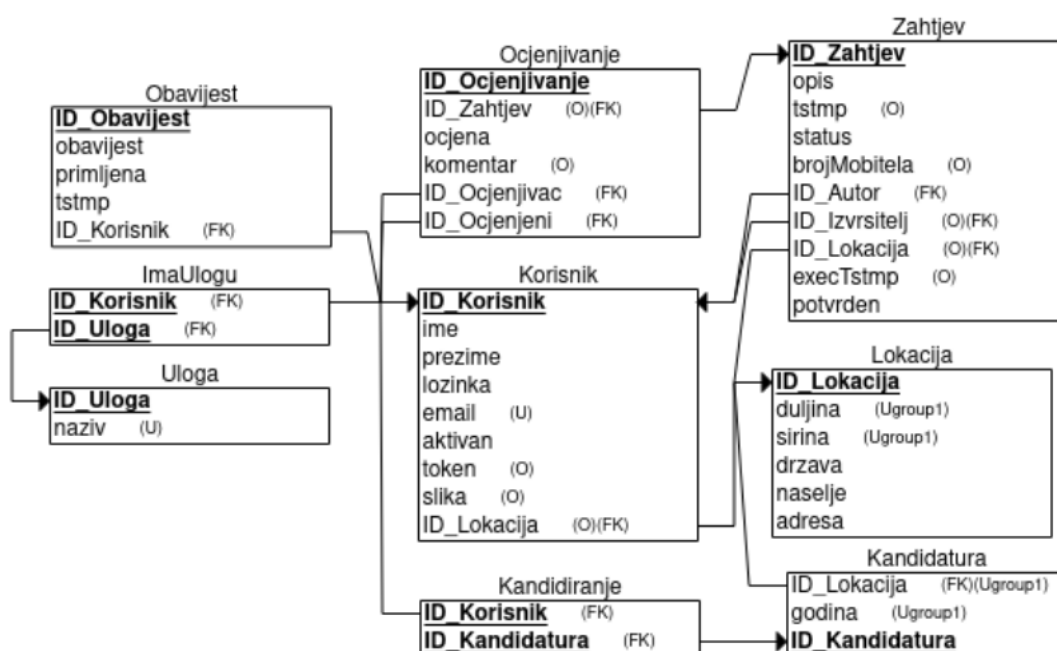 Obavijest
ID_Obavijest
obavijest
primljena
tstmp
ID_Korisnik (FK)
ImaUlogu
ID_Korisnik (FK)
ID_Uloga (FK)
Uloga
ID_Uloga
naziv (U)
Ocjenjivanje
ID_Ocjenjivanje
ID_Zahtjev (O)(FK)
ocjena
komentar (O)
ID_Ocjenjivac (FK)
ID_Ocjenjeni (FK)
Korisnik
ID_Korisnik
ime
prezime
lozinka
email (U)
aktivan
token (O)
slika (O)
ID_Lokacija (O)(FK)
Kandidiranje
ID_Korisnik (FK)
ID_Kandidatura (FK)
Zahtjev
ID_Zahtjev
opis
tstmp (O)
status
brojMobitela (O)
ID_Autor (FK)
ID_Izvrsitelj (O)(FK)
ID_Lokacija (O)(FK)
execTstmp (O)
potvrden
Lokacija
ID_Lokacija
duljina (Ugroup1)
sirina (Ugroup1)
drzava
naselje
adresa
Kandidatura
ID_Lokacija (FK)(Ugroup1)
godina (Ugroup1)
ID_Kandidatura